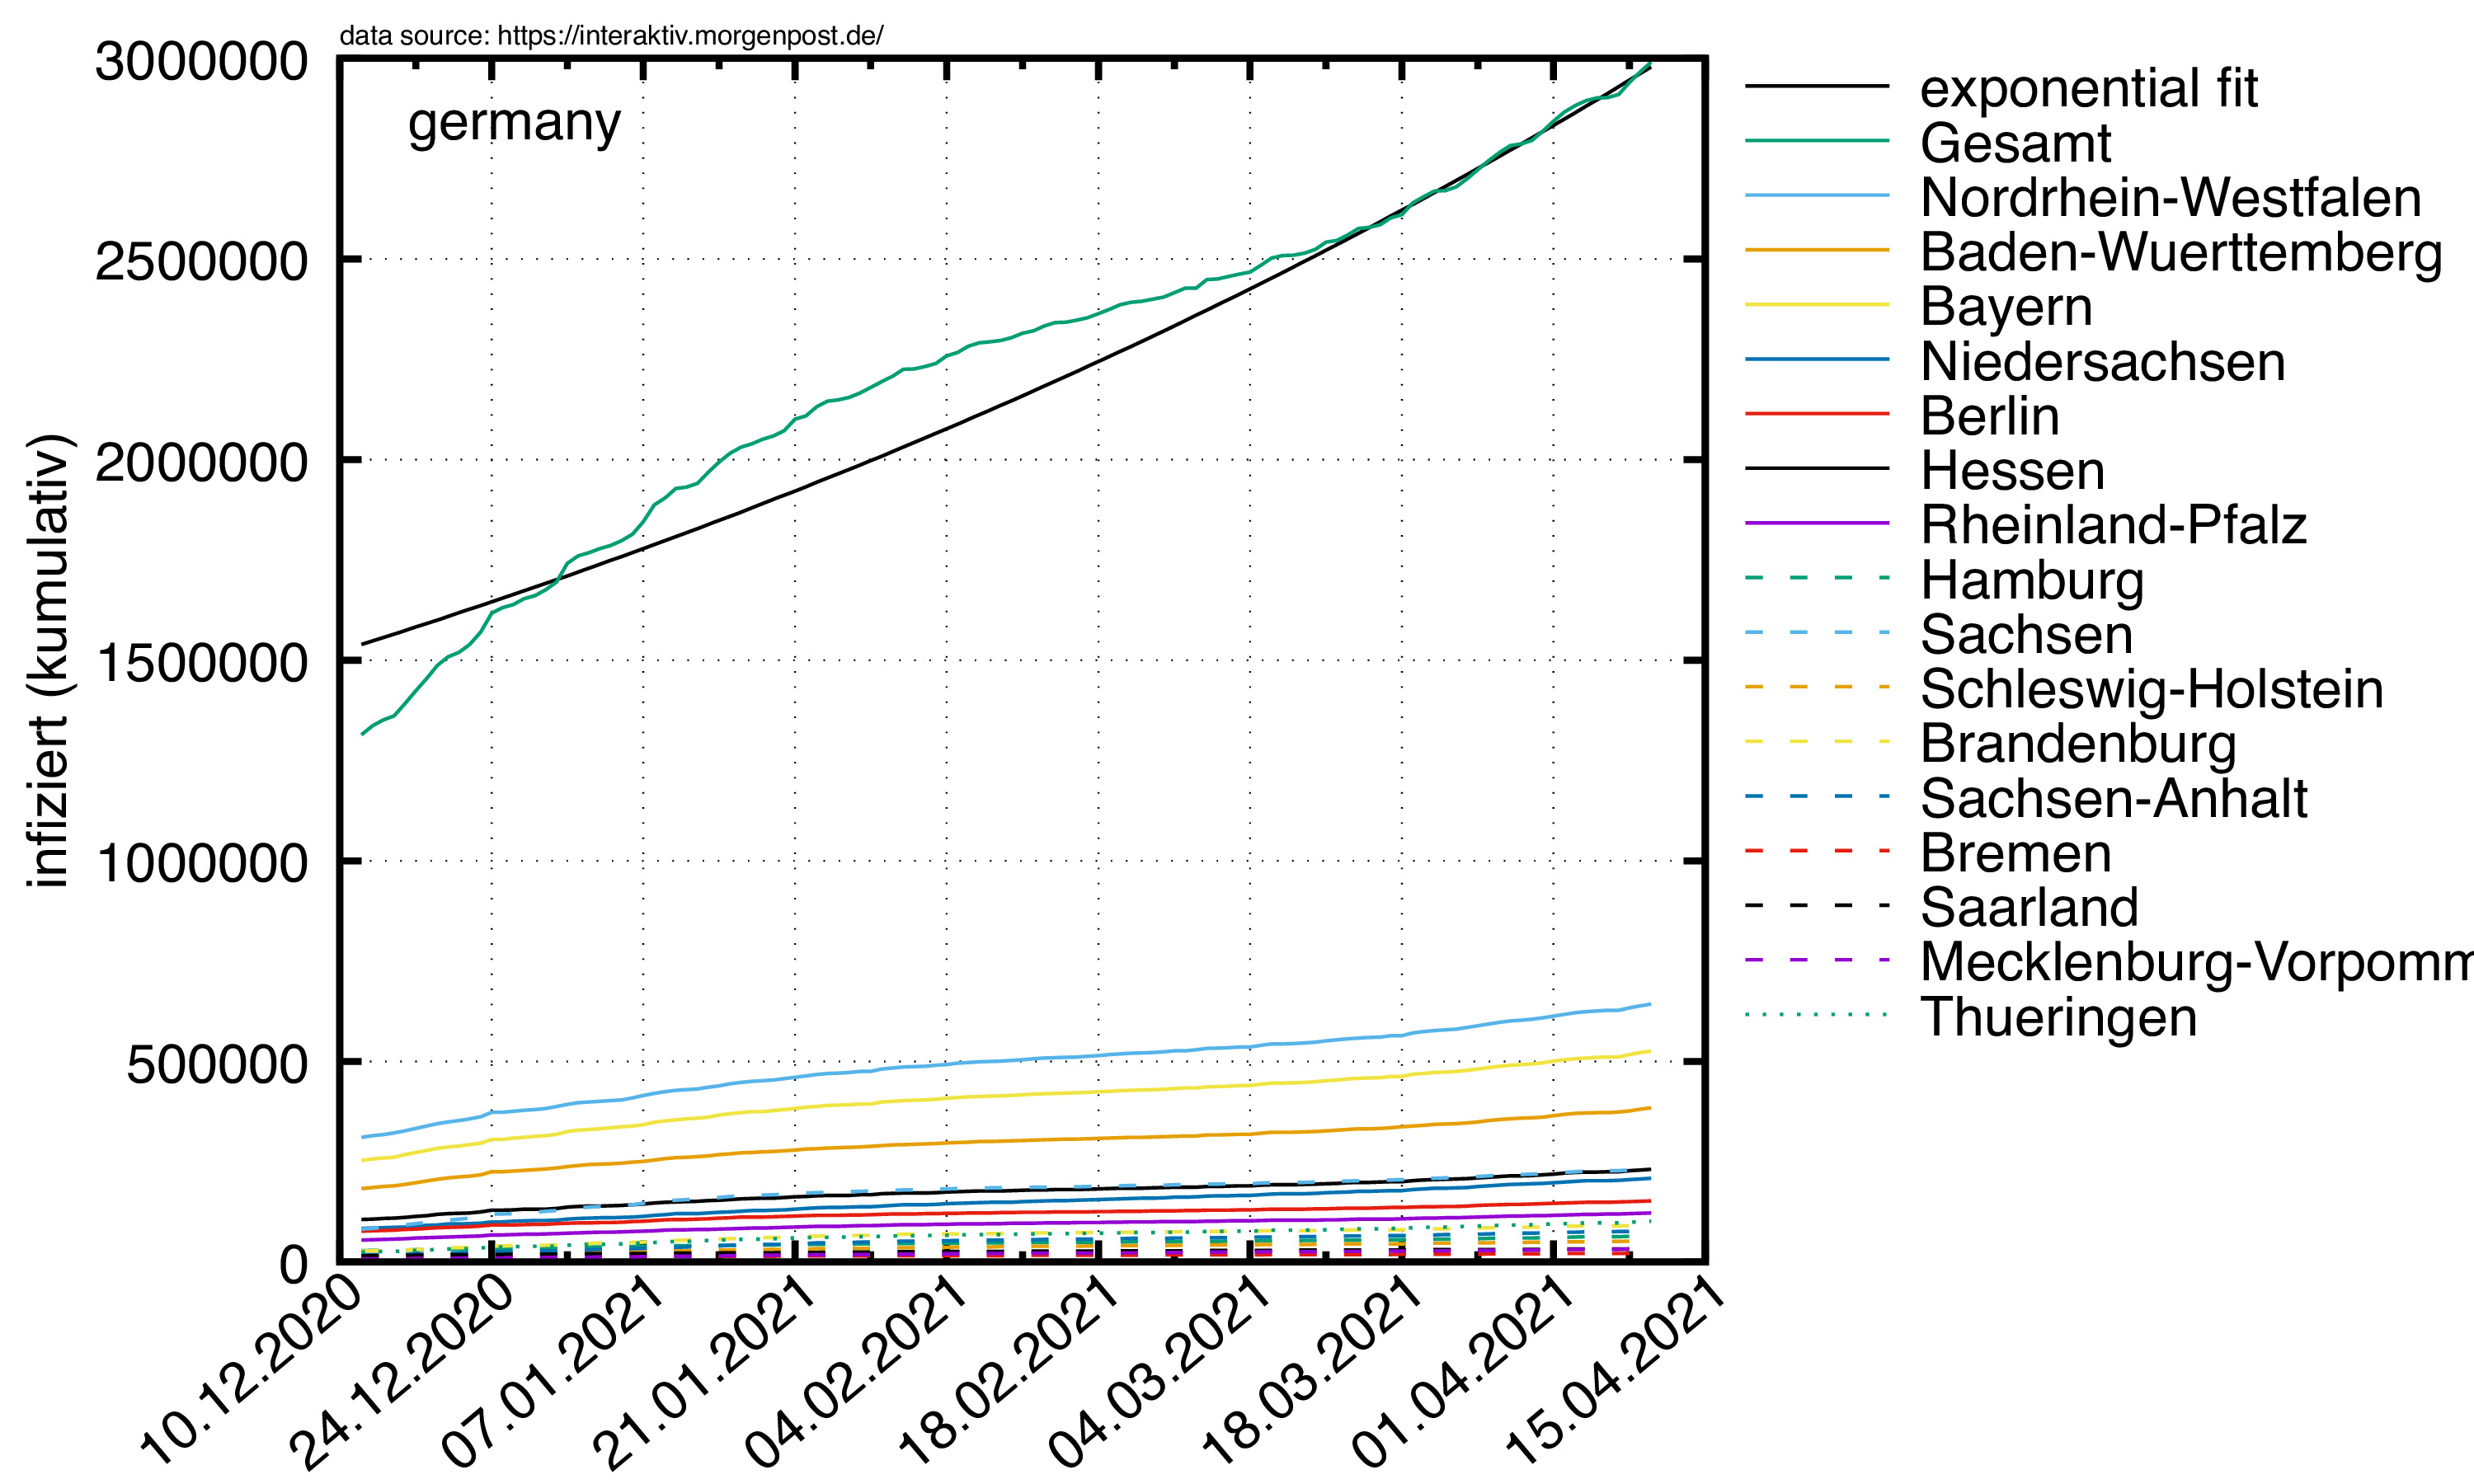 data source: https://interaktiv.morgenpost.de/
germany
infiziert (kumulativ)
3000000
2500000
2000000
1500000
1000000
500000
0
10.12.2020
24.12.2020
07.01.2021
21.01.2021
04.02.2021
18.02.2021
04.03.2021
18.03.2021
01.04.2021
15.04.2021
exponential fit
Gesamt
Nordrhein-Westfalen
Baden-Wuerttemberg
Bayern
Niedersachsen
Berlin
Hessen
Rheinland-Pfalz
Hamburg
Sachsen
Schleswig-Holstein
Brandenburg
Sachsen-Anhalt
Bremen
Saarland
Mecklenburg-Vorpomm
Thueringen